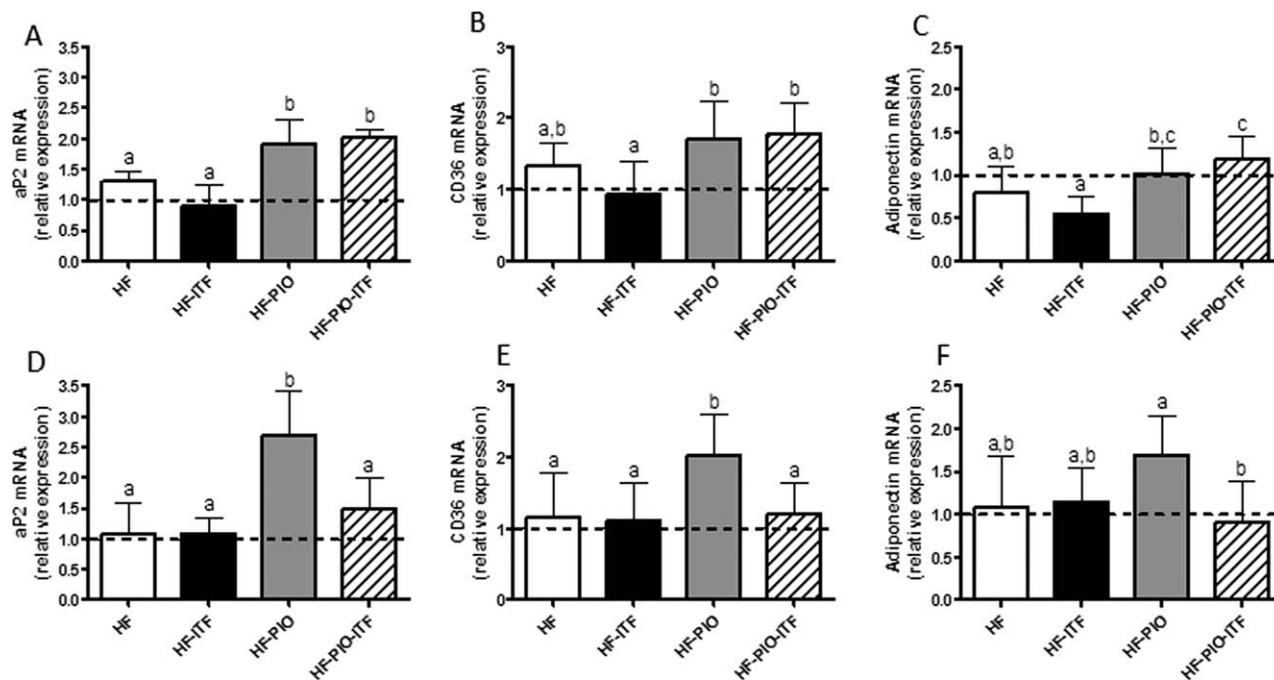 A
aP2 mRNA
(relative expression)
3.5
3.0
2.5
2.0
1.5
1.0
0.5
0.0
a
a
b
b
HF
HF-ITF
HF-PIO
HF-PIO-ITF
B
CD36 mRNA
(relative expression)
3
2
1
0
a,b
a
b
b
HF
HF-ITF
HF-PIO
HF-PIO-ITF
C
Adiponectin mRNA
(relative expression)
2.5
2.0
1.5
1.0
0.5
0.0
a,b
a
b,c
c
HF
HF-ITF
HF-PIO
HF-PIO-ITF
D
aP2 mRNA
(relative expression)
3.5
3.0
2.5
2.0
1.5
1.0
0.5
0.0
a
a
b
a
HF
HF-ITF
HF-PIO
HF-PIO-ITF
E
CD36 mRNA
(relative expression)
3
2
1
0
a
a
b
a
HF
HF-ITF
HF-PIO
HF-PIO-ITF
F
Adiponectin mRNA
(relative expression)
2.5
2.0
1.5
1.0
0.5
0.0
a,b
a,b
a
b
HF
HF-ITF
HF-PIO
HF-PIO-ITF